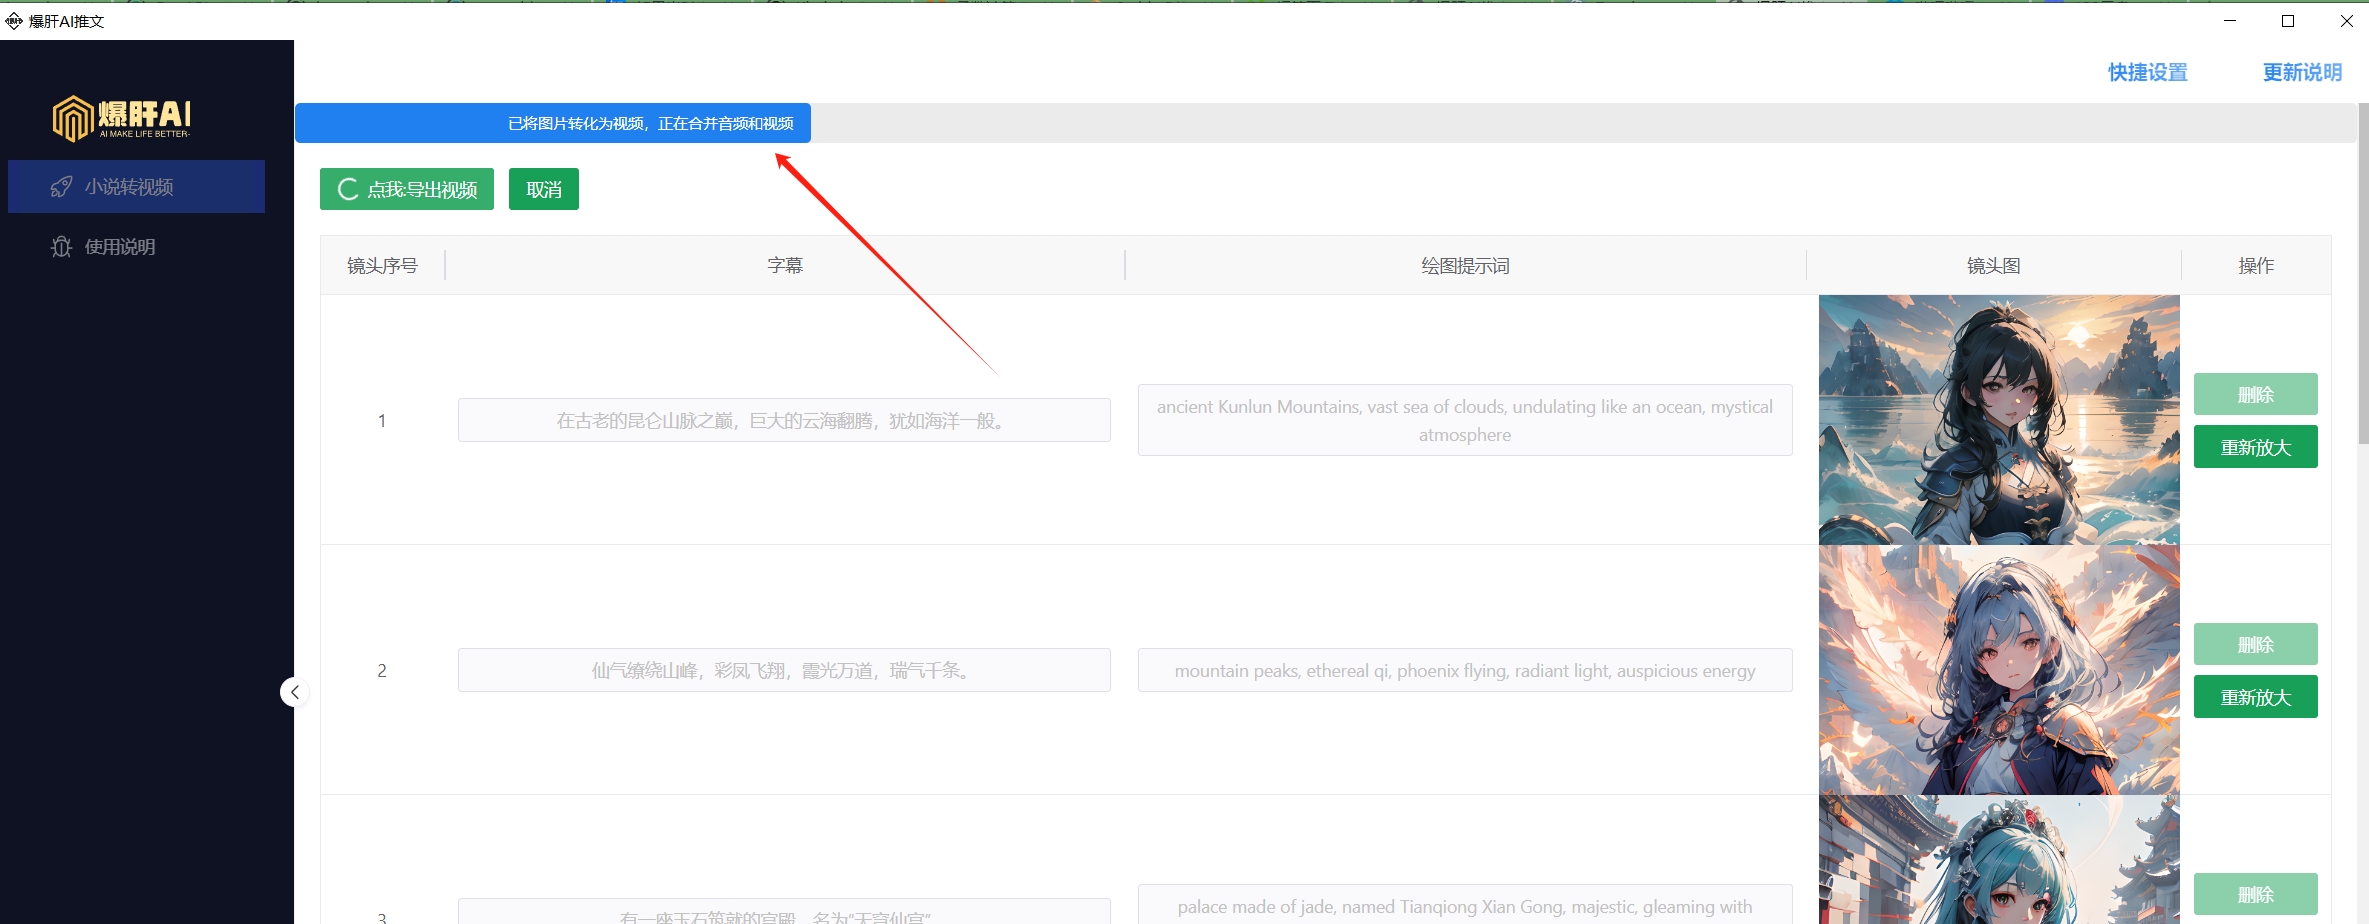 爆肝AI推文
快捷设置
更新说明
爆肝AI
AI MAKE LIFE BETTER·
小说转视频
使用说明
已将图片转化为视频，正在合并音频和视频
点我:导出视频
取消
镜头序号
字幕
绘图提示词
镜头图
操作
1
在古老的昆仑山脉之巅，巨大的云海翻腾，犹如海洋一般。
ancient Kunlun Mountains, vast sea of clouds, undulating like an ocean, mystical
atmosphere
删除
重新放大
2
仙气缭绕山峰，彩凤飞翔，霞光万道，瑞气千条。
mountain peaks, ethereal qi, phoenix flying, radiant light, auspicious energy
删除
重新放大
3
有一座玉石筑就的宫殿，名为“天穹仙宫”
palace made of jade, named Tianqiong Xian Gong, majestic, gleaming with
删除